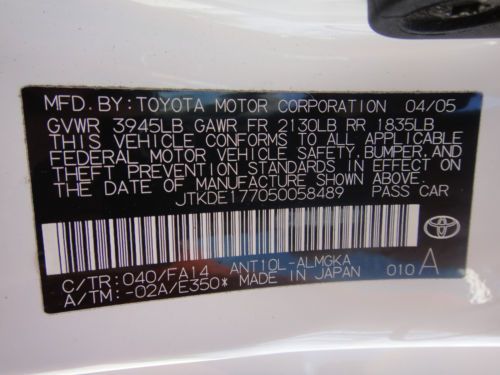 MFD. BY: TOYOTA MOTOR CORPORATION 04/05
GVWR 3945LB GAWR FR 2130LB RR 1835LB
THIS VEHICLE CONFORMS TO ALL APPLICABLE
FEDERAL MOTOR VEHICLE SAFETY, BUMPER, AND
THEFT PREVENTION STANDARDS IN EFFECT ON
THE DATE OF MANUFACTURE SHOWN ABOVE.
JTKDE177050058489 PASS CAR
C/TR: 040/FA14 ANT10L-ALMGKA
A/TM: -02A/E350* MADE IN JAPAN 010 A